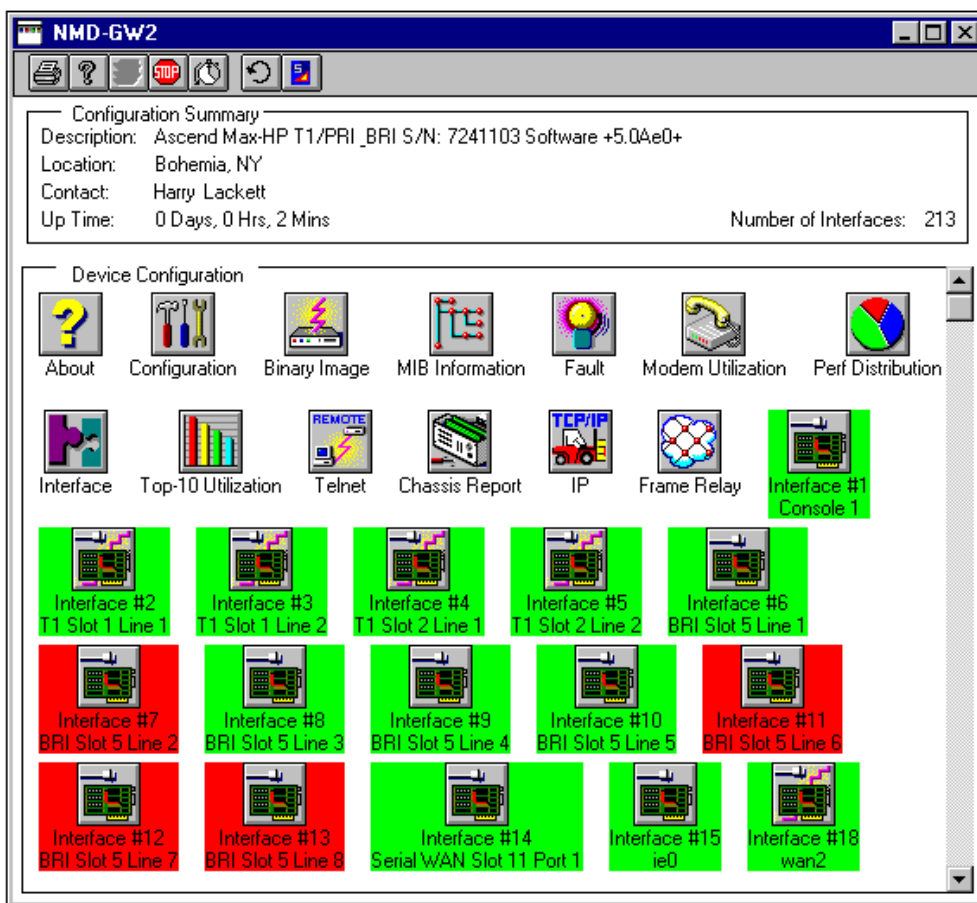 NMD-GW2
STOP
Configuration Summary
Description: Ascend Max-HP T1/PRI_BRI S/N: 7241103 Software +5.0Ae0+
Location: Bohemia, NY
Contact: Harry Lackett
Up Time: 0 Days, 0 Hrs, 2 Mins Number of Interfaces: 213
Device Configuration
About Configuration Binary Image MIB Information Fault Modem Utilization Perf Distribution
REMOTE TCP/IP
Interface Top-10 Utilization Telnet Chassis Report IP Frame Relay Interface #1
Console 1
Interface #2 Interface #3 Interface #4 Interface #5 Interface #6
T1 Slot 1 Line 1 T1 Slot 1 Line 2 T1 Slot 2 Line 1 T1 Slot 2 Line 2 BRI Slot 5 Line 1
Interface #7 Interface #8 Interface #9 Interface #10 Interface #11
BRI Slot 5 Line 2 BRI Slot 5 Line 3 BRI Slot 5 Line 4 BRI Slot 5 Line 5 BRI Slot 5 Line 6
Interface #12 Interface #13 Interface #14 Interface #15 Interface #18
BRI Slot 5 Line 7 BRI Slot 5 Line 8 Serial WAN Slot 11 Port 1 ie0 wan2